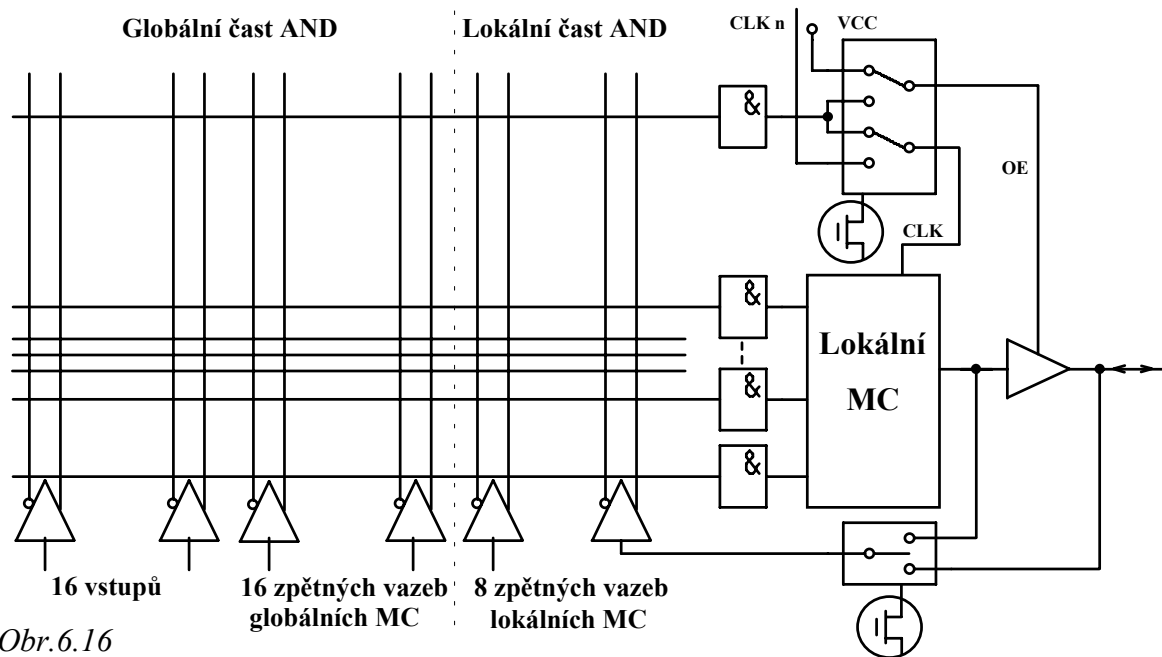 Globální čast AND
Lokální čast AND
CLK n
VCC
&
OE
CLK
&
Lokální
MC
&
&
16 vstupů
16 zpětných vazeb
globálních MC
8 zpětných vazeb
lokálních MC
Obr.6.16